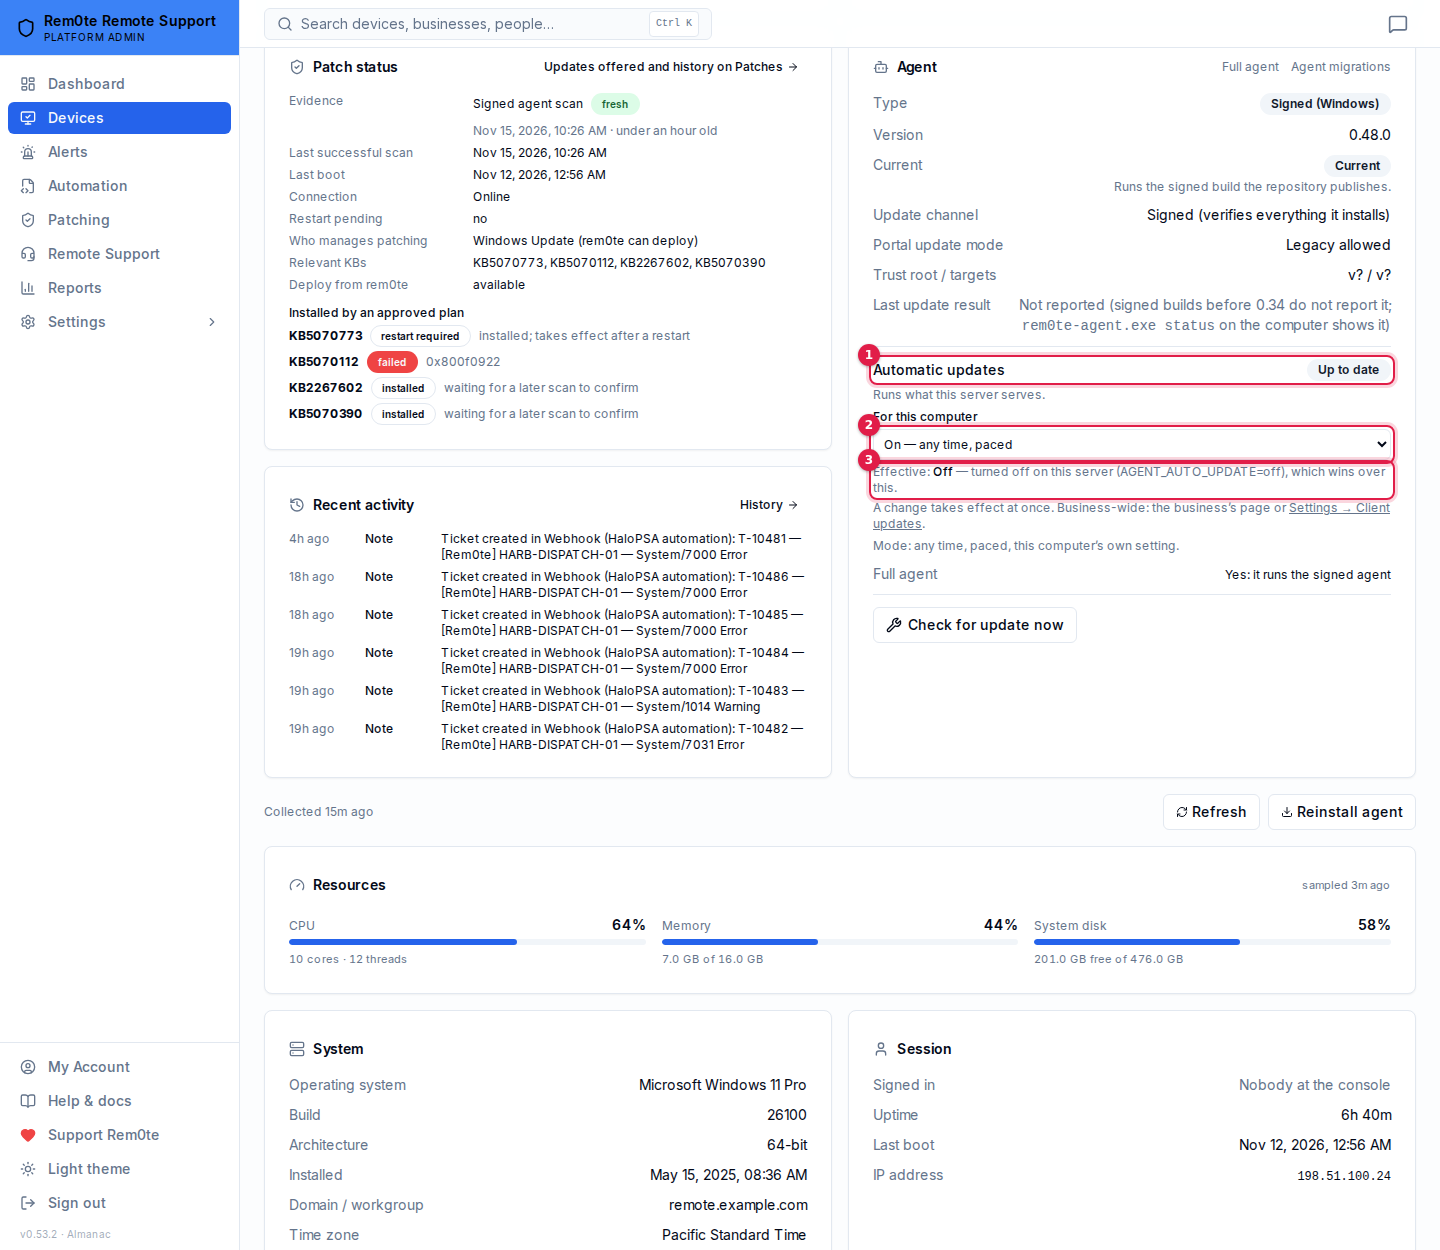 Rem0te Remote Support
PLATFORM ADMIN
Search devices, businesses, people…
Ctrl K
Dashboard
Devices
Alerts
Automation
Patching
Remote Support
Reports
Settings
My Account
Help & docs
Support Rem0te
Light theme
Sign out
v0.53.2 · Almanac
Patch status
Updates offered and history on Patches →
Evidence
Signed agent scan fresh
Nov 15, 2026, 10:26 AM · under an hour old
Last successful scan Nov 15, 2026, 10:26 AM
Last boot Nov 12, 2026, 12:56 AM
Connection Online
Restart pending no
Who manages patching Windows Update (rem0te can deploy)
Relevant KBs KB5070773, KB5070112, KB2267602, KB5070390
Deploy from rem0te available
Installed by an approved plan
KB5070773 restart required installed; takes effect after a restart
KB5070112 failed 0x800f0922
KB2267602 installed waiting for a later scan to confirm
KB5070390 installed waiting for a later scan to confirm
Recent activity
History →
4h ago Note Ticket created in Webhook (HaloPSA automation): T-10481 —
[Rem0te] HARB-DISPATCH-01 — System/7000 Error
18h ago Note Ticket created in Webhook (HaloPSA automation): T-10486 —
[Rem0te] HARB-DISPATCH-01 — System/7000 Error
18h ago Note Ticket created in Webhook (HaloPSA automation): T-10485 —
[Rem0te] HARB-DISPATCH-01 — System/7000 Error
19h ago Note Ticket created in Webhook (HaloPSA automation): T-10484 —
[Rem0te] HARB-DISPATCH-01 — System/7000 Error
19h ago Note Ticket created in Webhook (HaloPSA automation): T-10483 —
[Rem0te] HARB-DISPATCH-01 — System/1014 Warning
19h ago Note Ticket created in Webhook (HaloPSA automation): T-10482 —
[Rem0te] HARB-DISPATCH-01 — System/7031 Error
Agent
Full agent Agent migrations
Type Signed (Windows)
Version 0.48.0
Current Current
Runs the signed build the repository publishes.
Update channel Signed (verifies everything it installs)
Portal update mode Legacy allowed
Trust root / targets v? / v?
Last update result Not reported (signed builds before 0.34 do not report it;
rem0te-agent.exe status on the computer shows it)
1
Automatic updates Up to date
Runs what this server serves.
For this computer
2
On — any time, paced
3
Effective: Off — turned off on this server (AGENT_AUTO_UPDATE=off), which wins over
this.
A change takes effect at once. Business-wide: the business’s page or Settings → Client
updates.
Mode: any time, paced, this computer’s own setting.
Full agent Yes: it runs the signed agent
Check for update now
Collected 15m ago
Refresh
Reinstall agent
Resources
sampled 3m ago
CPU 64%
10 cores · 12 threads
Memory 44%
7.0 GB of 16.0 GB
System disk 58%
201.0 GB free of 476.0 GB
System
Operating system Microsoft Windows 11 Pro
Build 26100
Architecture 64-bit
Installed May 15, 2025, 08:36 AM
Domain / workgroup remote.example.com
Time zone Pacific Standard Time
Session
Signed in Nobody at the console
Uptime 6h 40m
Last boot Nov 12, 2026, 12:56 AM
IP address 198.51.100.24